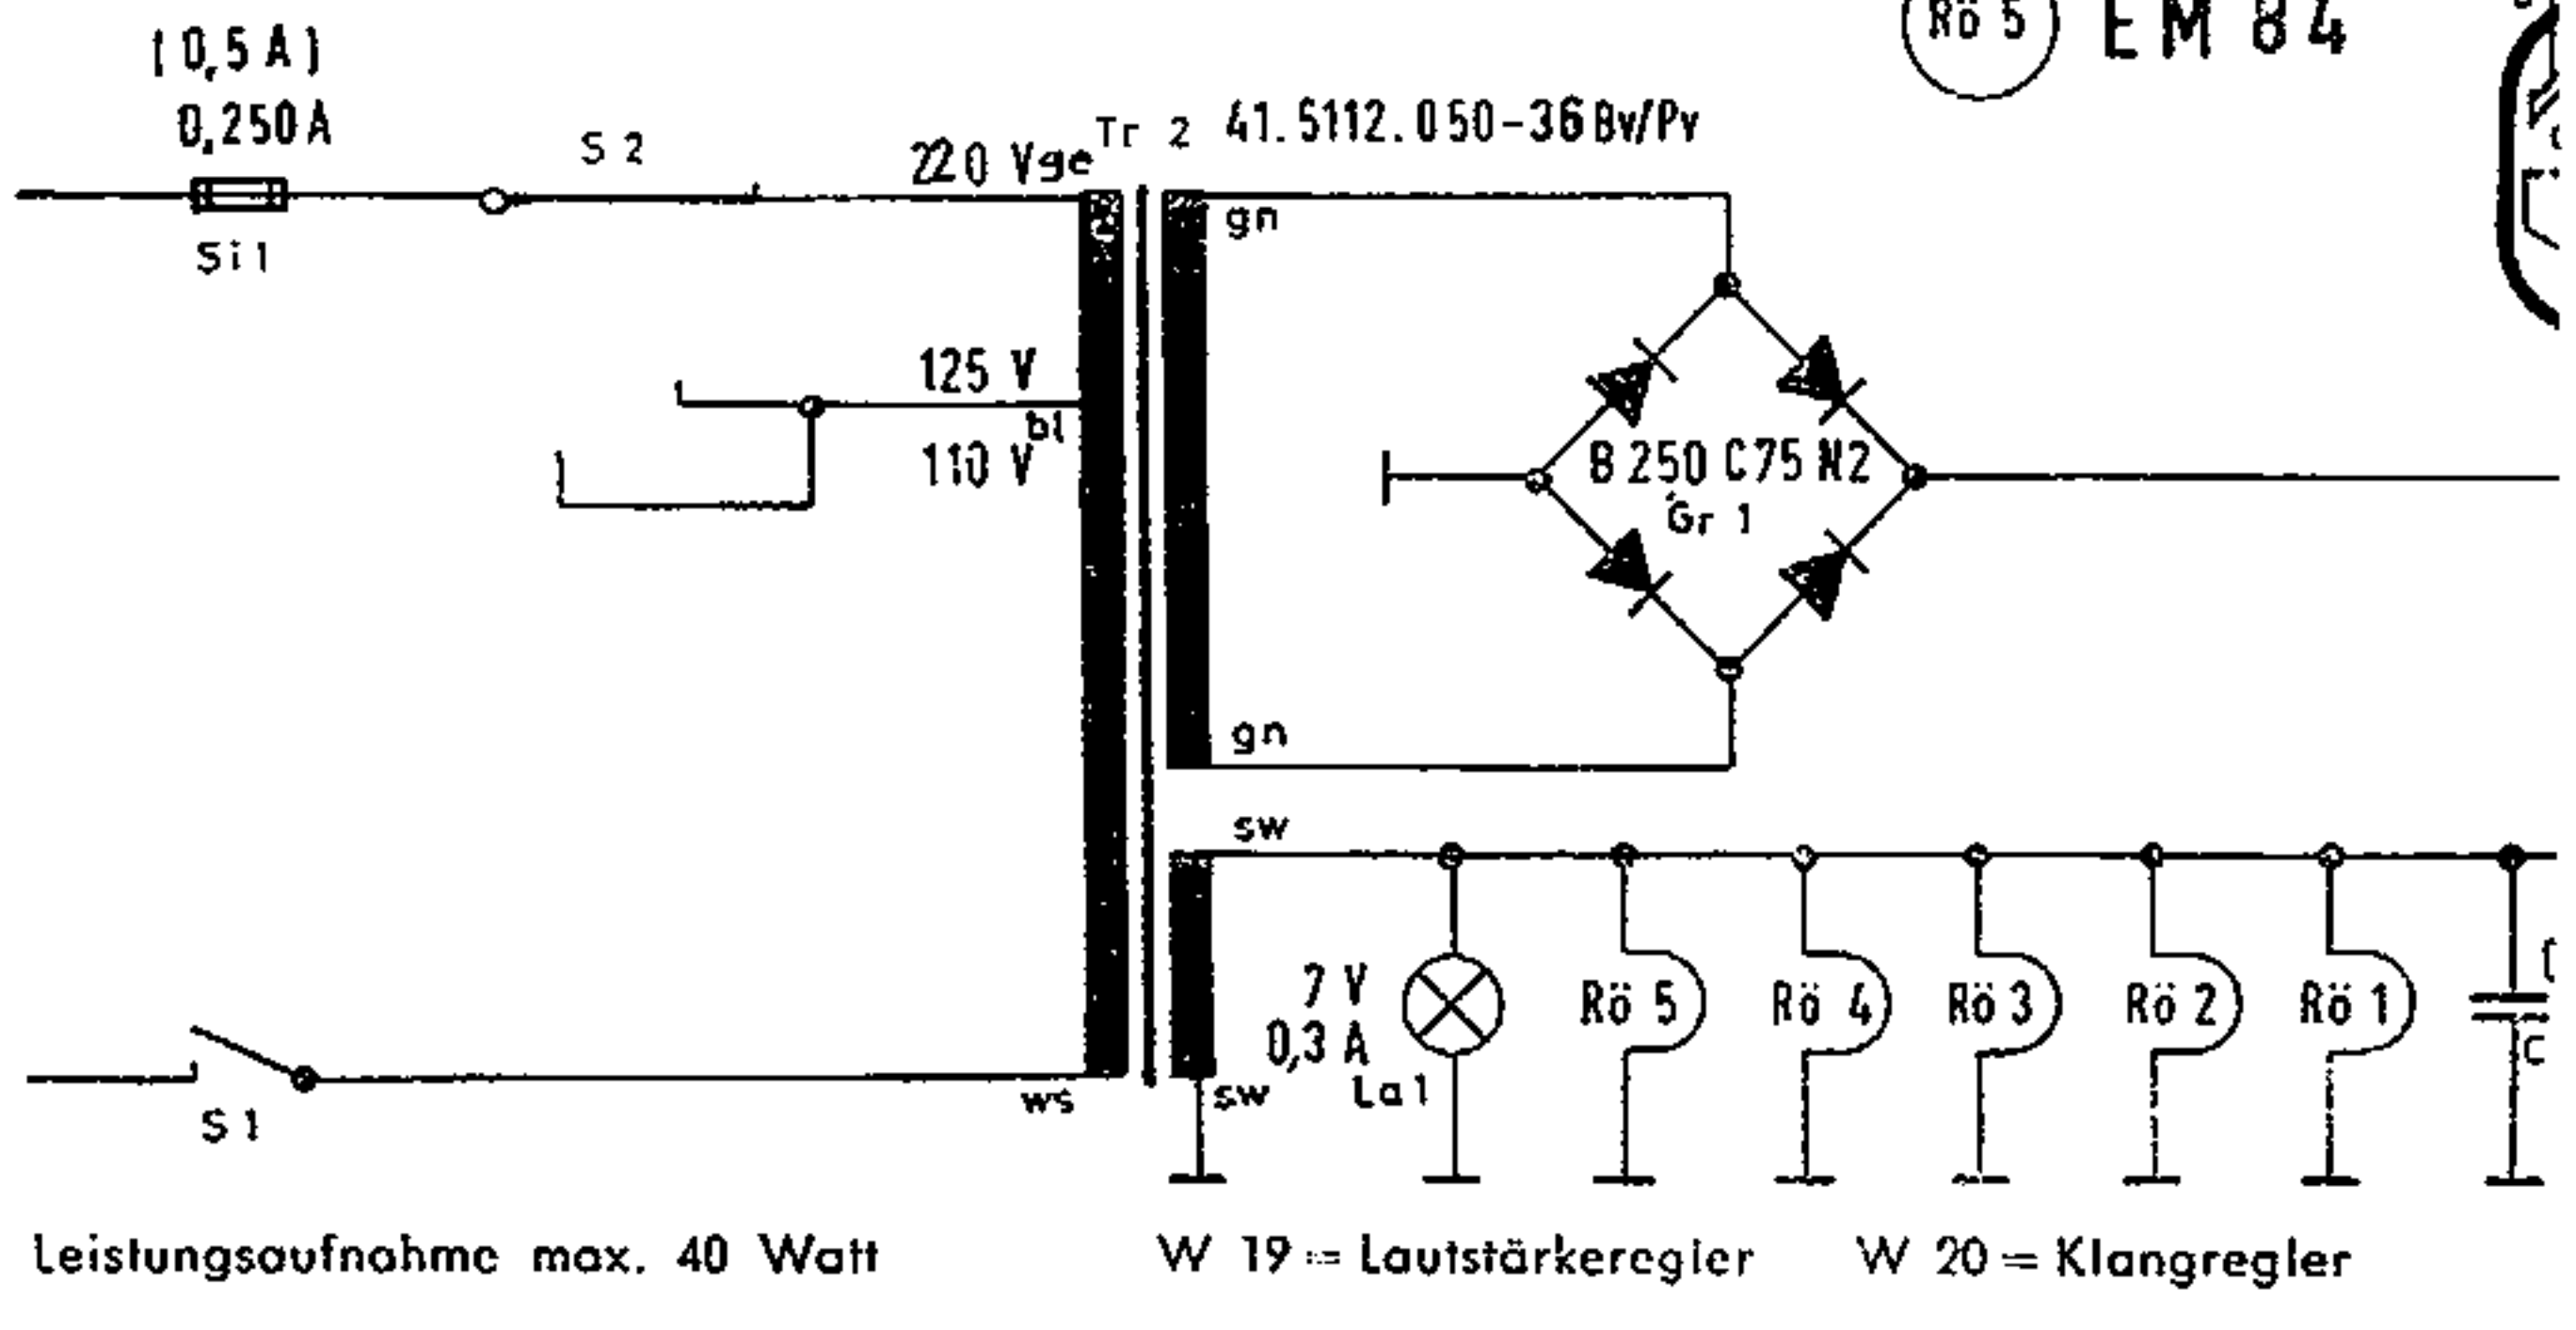 (0,5 A)
0,250 A
Si 1
S 2
220 V ge
Tr 2
41.5112.050-36 Bv/Pv
Rö 5
EM 84
gn
125 V
bl
110 V
B 250 C 75 N2
Gr 1
gn
sw
7 V
0,3 A
La 1
Rö 5
Rö 4
Rö 3
Rö 2
Rö 1
C
S 1
ws
sw
Leistungsaufnahme max. 40 Watt
W 19 = Lautstärkeregler
W 20 = Klangregler